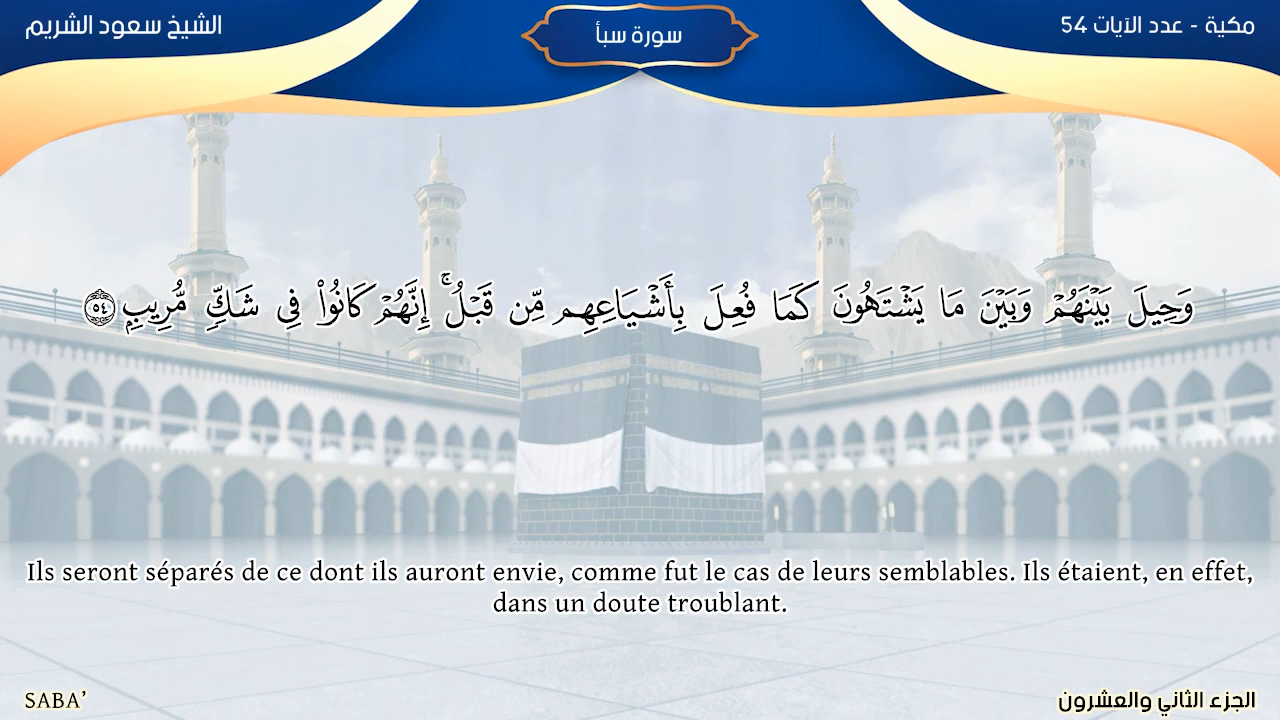 الشيخ سعود الشريم
سورة سبأ
مكية - عدد الآيات 54
وَحِيلَ بَيْنَهُمْ وَبَيْنَ مَا يَشْتَهُونَ كَمَا فُعِلَ بِأَشْيَاعِهِم مِّن قَبْلُ ۚ إِنَّهُمْ كَانُوا۟ فِى شَكٍّ مُّرِيبٍۭ ٥٤
Ils seront séparés de ce dont ils auront envie, comme fut le cas de leurs semblables. Ils étaient, en effet,
dans un doute troublant.
SABA’
الجزء الثاني والعشرون